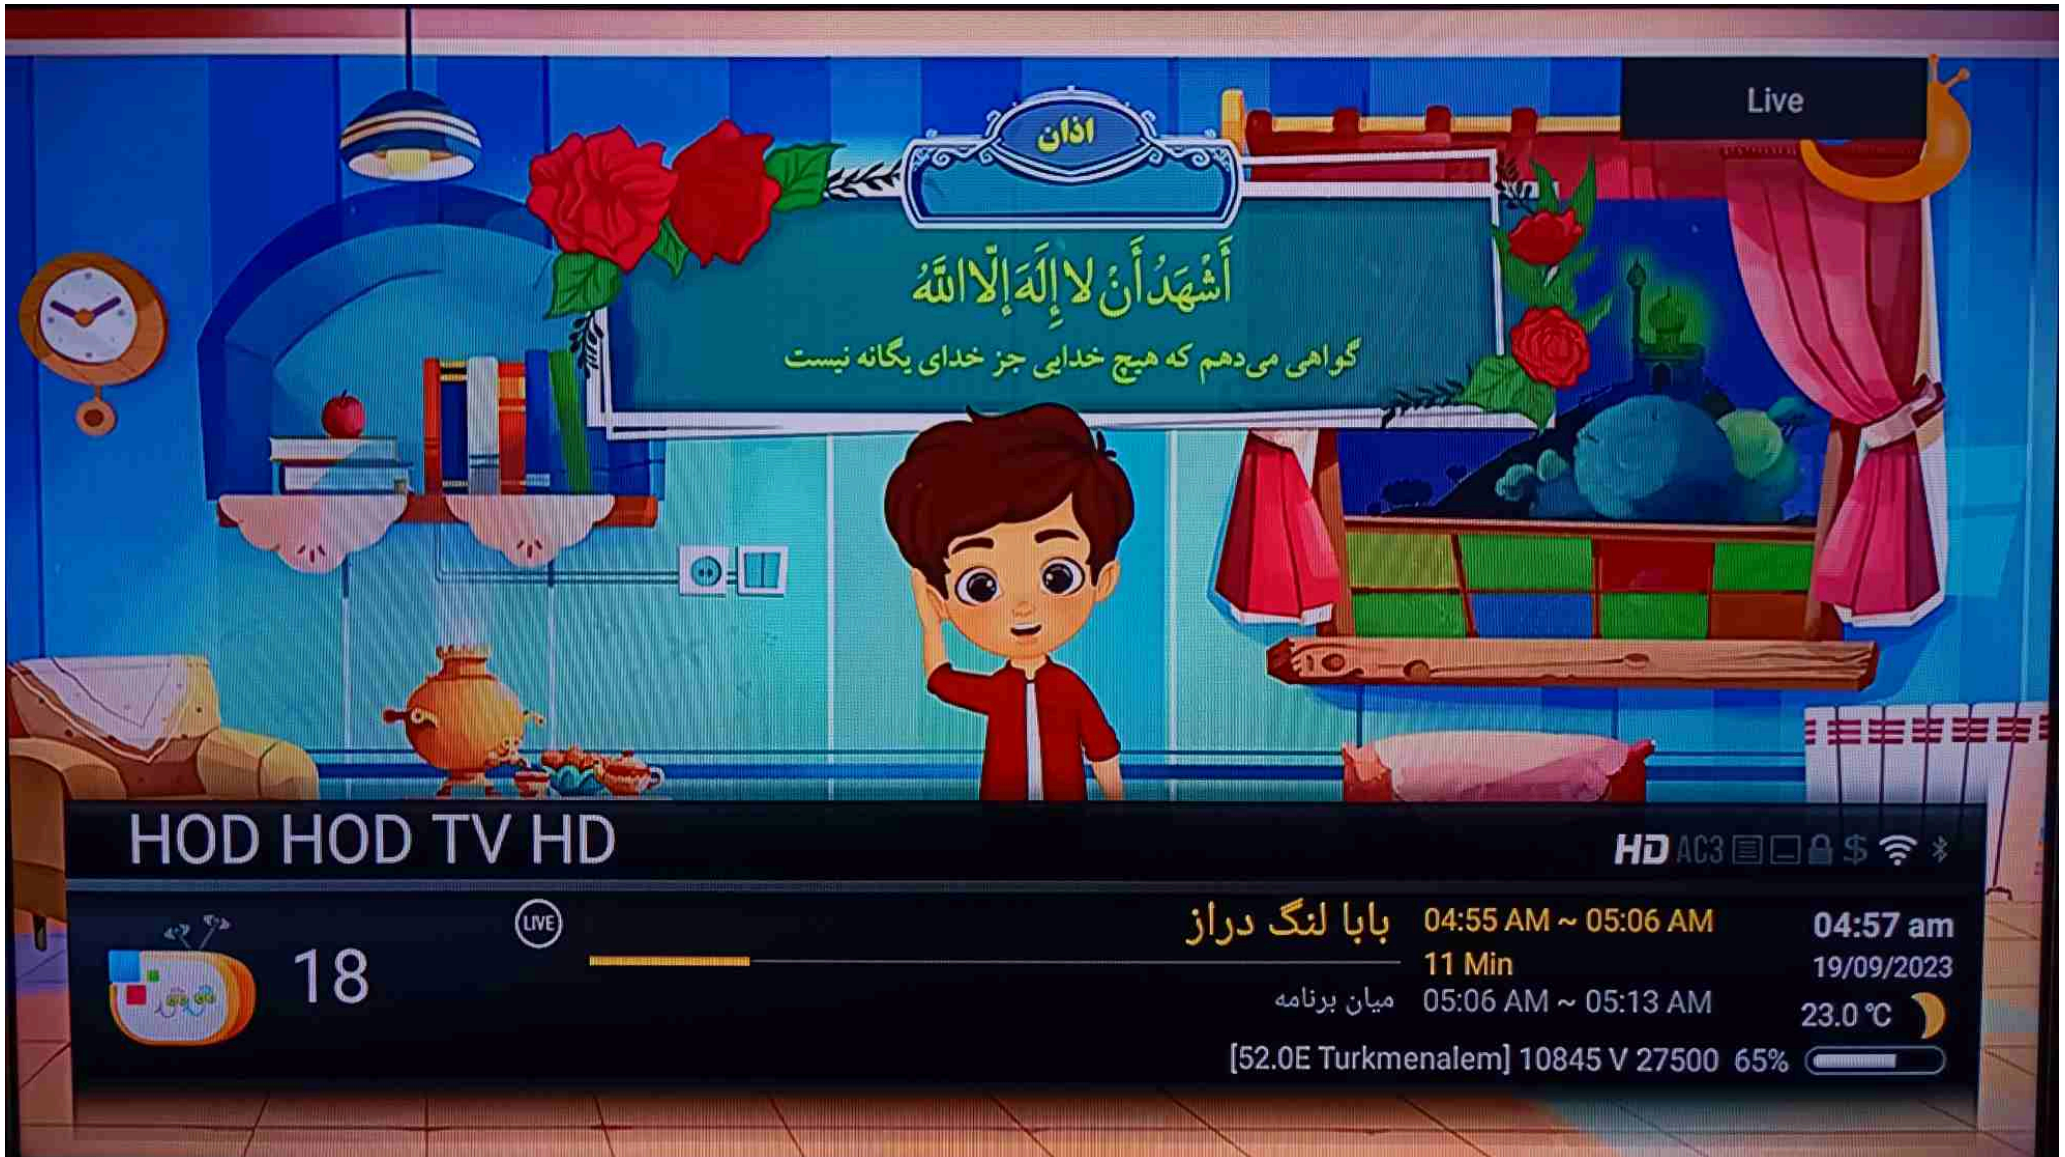 Live
اذان
أَشْهَدُ أَنْ لا إِلَهَ إِلّا اللَّهُ
گواهی می‌دهم که هیچ خدایی جز خدای یگانه نیست
HOD HOD TV HD
HD AC3 $
18
LIVE
بابا لنگ دراز 04:55 AM ~ 05:06 AM
11 Min
میان برنامه 05:06 AM ~ 05:13 AM
04:57 am
19/09/2023
23.0 °C
[52.0E Turkmenalem] 10845 V 27500 65%